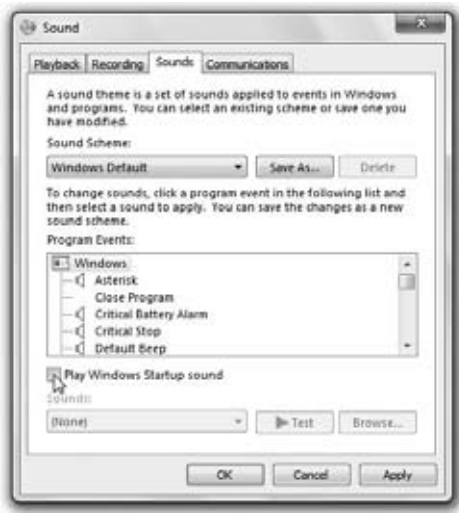 Sound
Playback Recording Sounds Communications
A sound theme is a set of sounds applied to events in Windows
and programs. You can select an existing scheme or save one you
have modified.
Sound Scheme:
Windows Default Save As... Delete
To change sounds, click a program event in the following list and
then select a sound to apply. You can save the changes as a new
sound scheme.
Program Events:
Windows
Asterisk
Close Program
Critical Battery Alarm
Critical Stop
Default Beep
Play Windows Startup sound
Sounds:
(None) Test Browse...
OK Cancel Apply